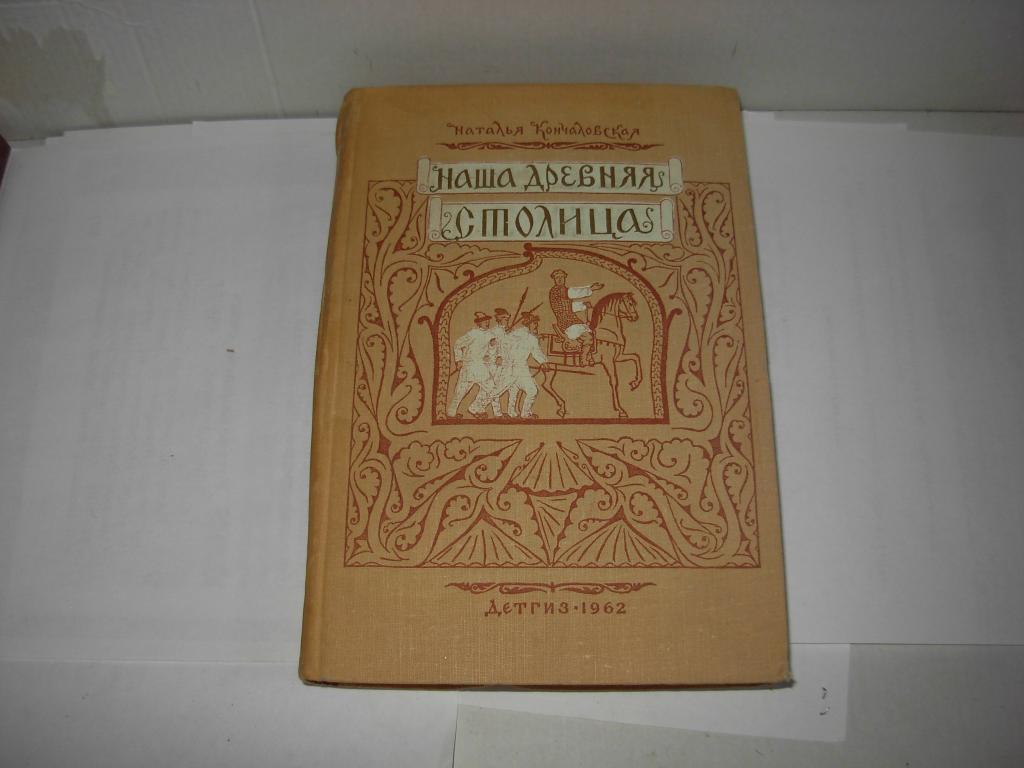 Наталья Кончаловская
НАША ДРЕВНЯЯ
СТОЛИЦА
ДЕТГИЗ • 1962